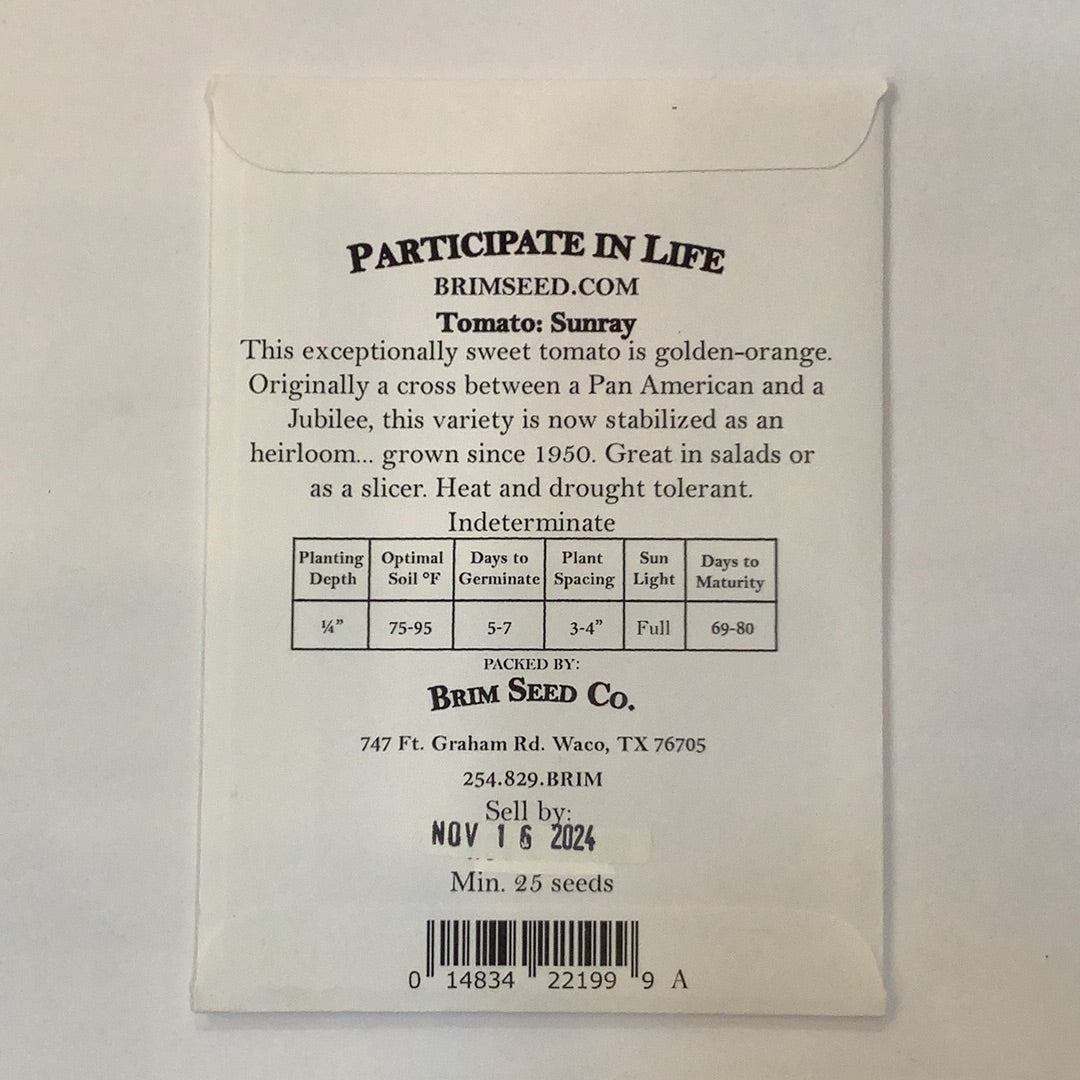 PARTICIPATE IN LIFE
BRIMSEED.COM
Tomato: Sunray
This exceptionally sweet tomato is golden-orange.
Originally a cross between a Pan American and a
Jubilee, this variety is now stabilized as an
heirloom... grown since 1950. Great in salads or
as a slicer. Heat and drought tolerant.
Indeterminate
Planting Depth Optimal Soil °F Days to Germinate Plant Spacing Sun Light Days to Maturity
¼” 75-95 5-7 3-4” Full 69-80
PACKED BY:
BRIM SEED CO.
747 Ft. Graham Rd. Waco, TX 76705
254.829.BRIM
Sell by:
NOV 16 2024
Min. 25 seeds
0 14834 22199 9 A